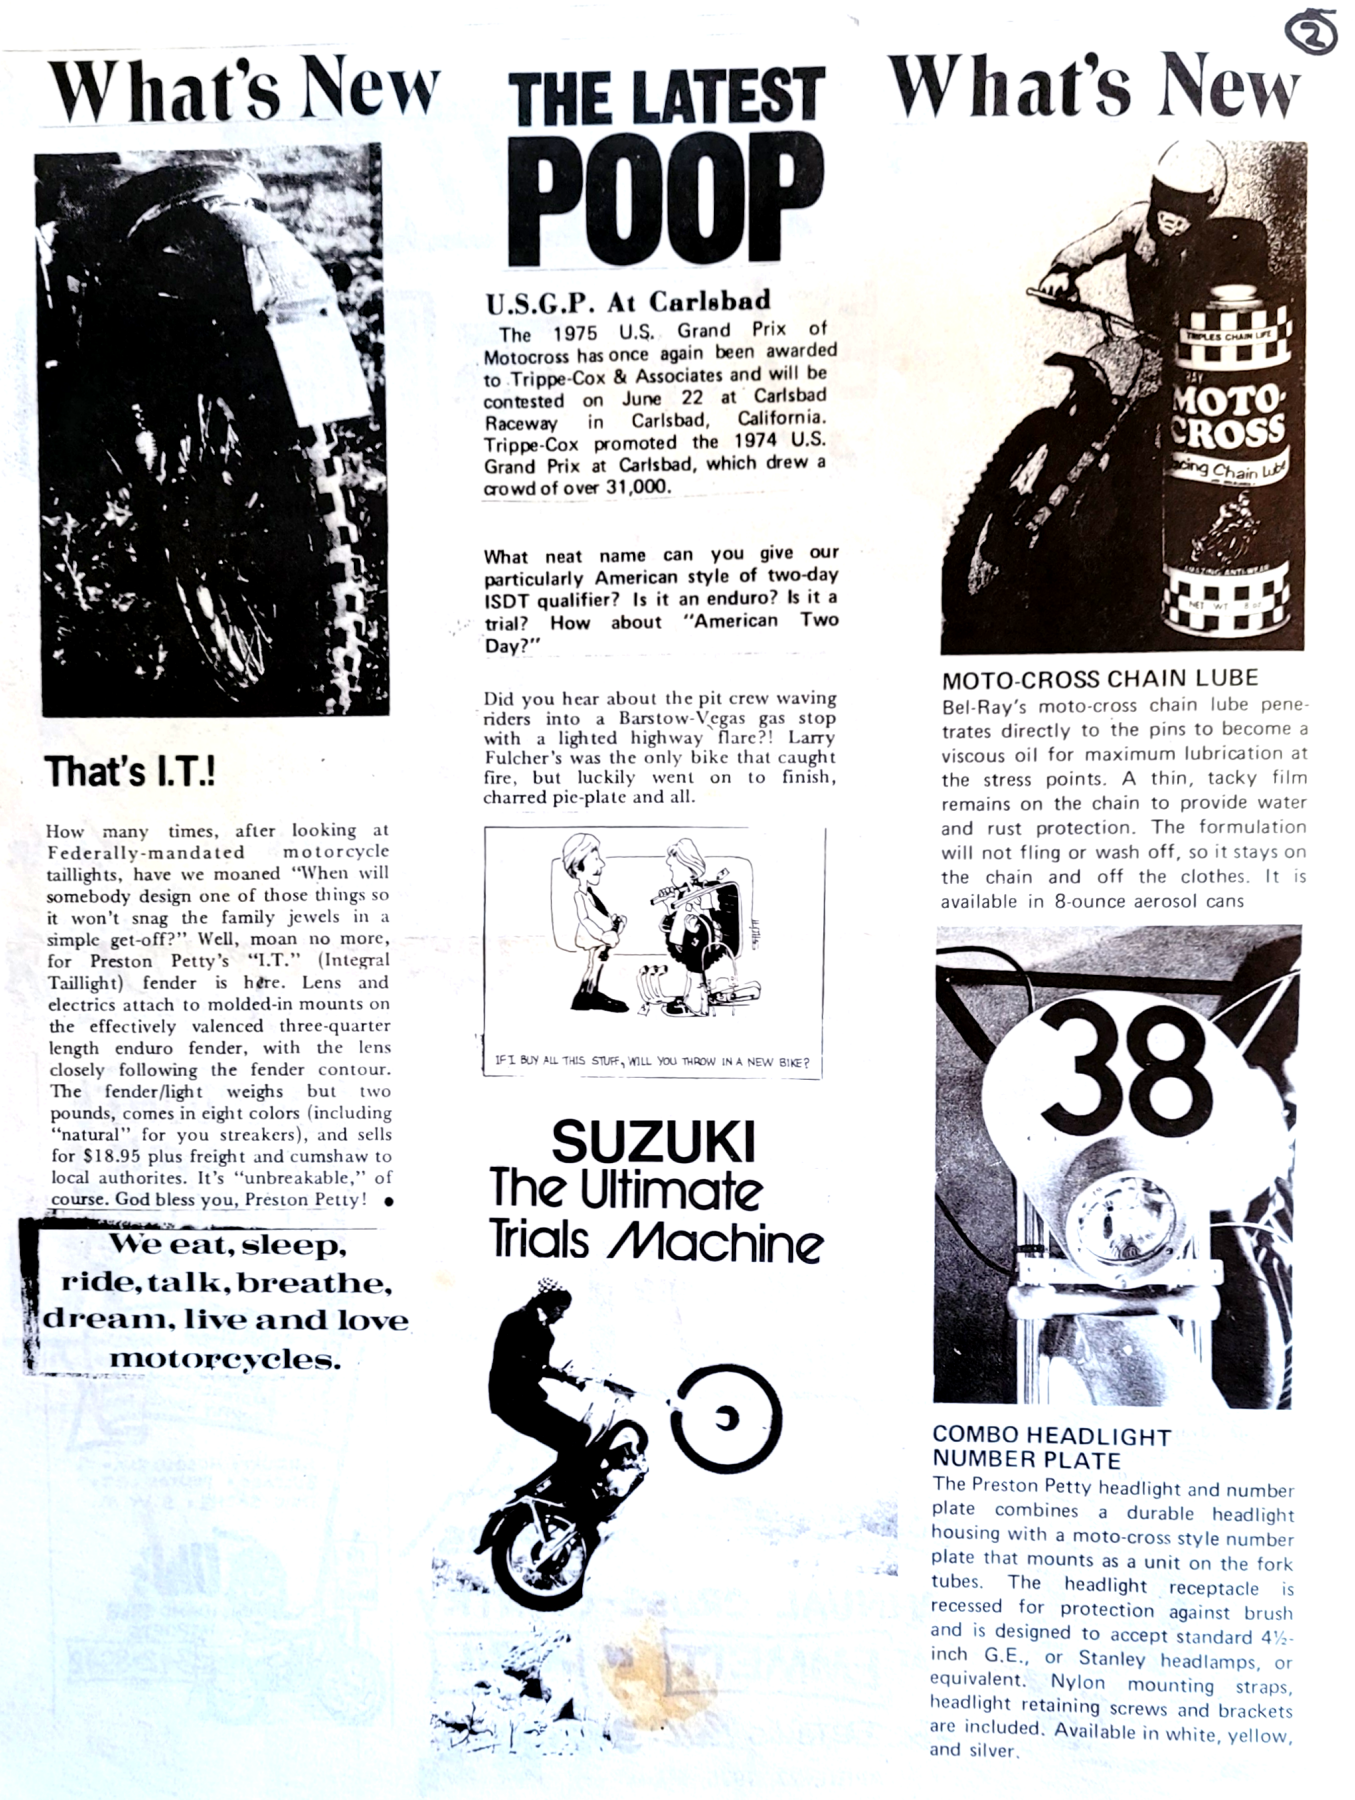 2
What's New
That's I.T.!
How many times, after looking at
Federally-mandated motorcycle
taillights, have we moaned "When will
somebody design one of those things so
it won't snag the family jewels in a
simple get-off?" Well, moan no more,
for Preston Petty's "I.T." (Integral
Taillight) fender is here. Lens and
electrics attach to molded-in mounts on
the effectively valenced three-quarter
length enduro fender, with the lens
closely following the fender contour.
The fender/light weighs but two
pounds, comes in eight colors (including
"natural" for you streakers), and sells
for $18.95 plus freight and cumshaw to
local authorites. It's "unbreakable," of
course. God bless you, Preston Petty! ●
We eat, sleep,
ride, talk, breathe,
dream, live and love
motorcycles.
THE LATEST
POOP
U.S.G.P. At Carlsbad
The 1975 U.S. Grand Prix of
Motocross has once again been awarded
to Trippe-Cox & Associates and will be
contested on June 22 at Carlsbad
Raceway in Carlsbad, California.
Trippe-Cox promoted the 1974 U.S.
Grand Prix at Carlsbad, which drew a
crowd of over 31,000.
What neat name can you give our
particularly American style of two-day
ISDT qualifier? Is it an enduro? Is it a
trial? How about "American Two
Day?"
Did you hear about the pit crew waving
riders into a Barstow-Vegas gas stop
with a lighted highway flare?! Larry
Fulcher's was the only bike that caught
fire, but luckily went on to finish,
charred pie-plate and all.
IF I BUY ALL THIS STUFF, WILL YOU THROW IN A NEW BIKE?
SUZUKI
The Ultimate
Trials Machine
What's New
TRIPLES CHAIN LIFE
RAY
MOTO-
CROSS
Racing Chain Lube
AMAZING ANTI-WEAR
NET WT 8 oz
MOTO-CROSS CHAIN LUBE
Bel-Ray's moto-cross chain lube pene-
trates directly to the pins to become a
viscous oil for maximum lubrication at
the stress points. A thin, tacky film
remains on the chain to provide water
and rust protection. The formulation
will not fling or wash off, so it stays on
the chain and off the clothes. It is
available in 8-ounce aerosol cans
38
COMBO HEADLIGHT
NUMBER PLATE
The Preston Petty headlight and number
plate combines a durable headlight
housing with a moto-cross style number
plate that mounts as a unit on the fork
tubes. The headlight receptacle is
recessed for protection against brush
and is designed to accept standard 4½-
inch G.E., or Stanley headlamps, or
equivalent. Nylon mounting straps,
headlight retaining screws and brackets
are included. Available in white, yellow,
and silver.